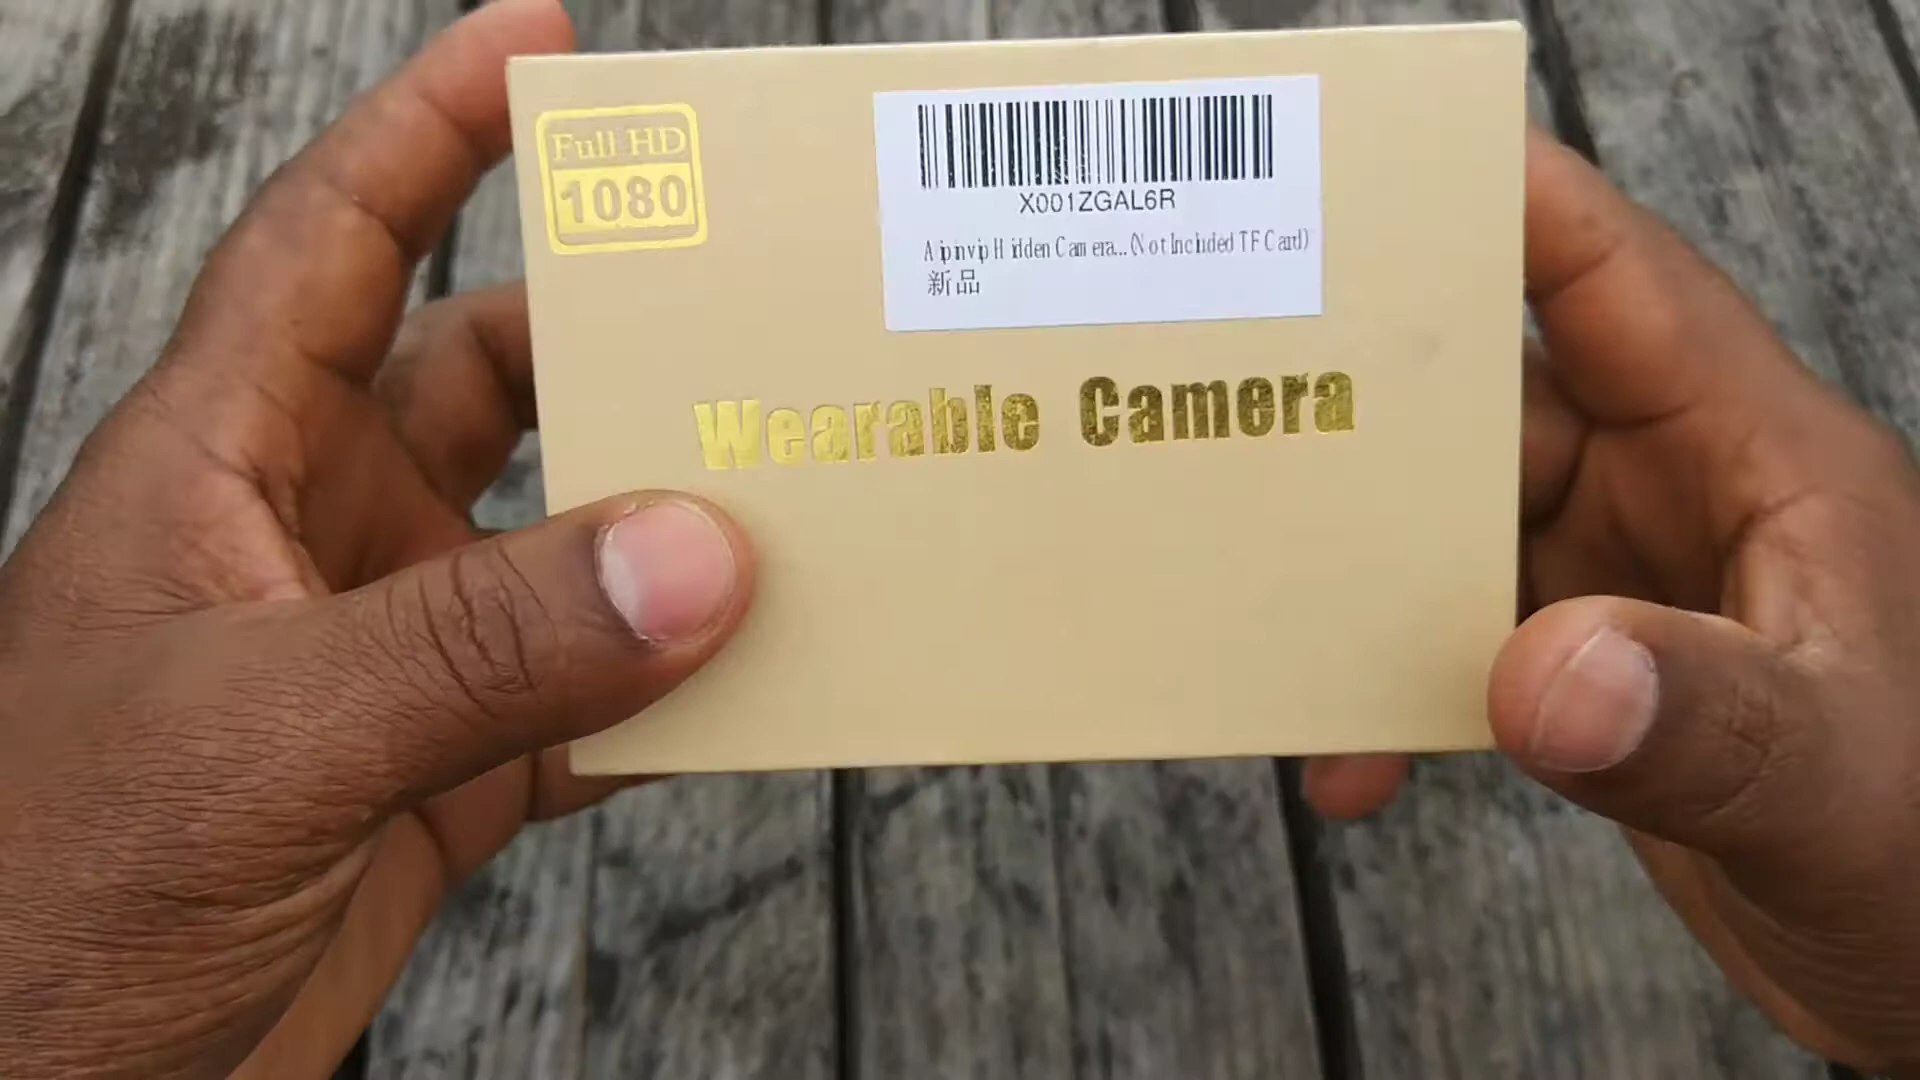 Full HD
1080
X001ZGAL6R
Aipinvip Hidden Camera...(Not Included TF Card)
新品
Wearable Camera